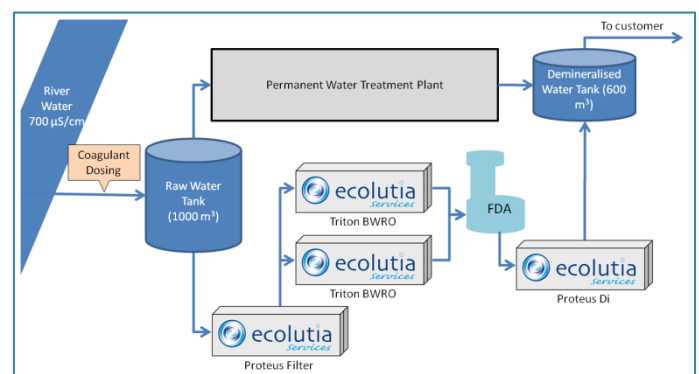 To customer
River
Water
700 µS/cm
Permanent Water Treatment Plant
Demineralised
Water Tank (600
m³)
Coagulant
Dosing
Raw Water
Tank
(1000 m³)
ecolutia
Services
Triton BWRO
FDA
ecolutia
Services
Triton BWRO
ecolutia
Services
Proteus Di
ecolutia
Services
Proteus Filter